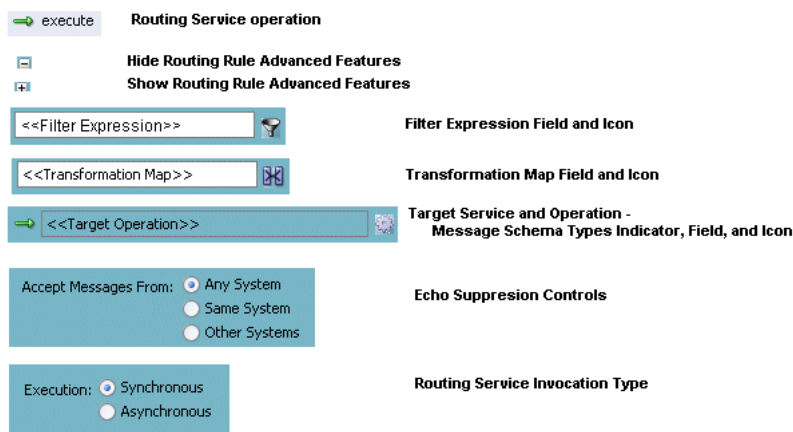 execute Routing Service operation
Hide Routing Rule Advanced Features
Show Routing Rule Advanced Features
<<Filter Expression>> Filter Expression Field and Icon
<<Transformation Map>> Transformation Map Field and Icon
<<Target Operation>> Target Service and Operation -
Message Schema Types Indicator, Field, and Icon
Accept Messages From: Any System
Same System
Other Systems
Echo Suppresion Controls
Execution: Synchronous
Asynchronous
Routing Service Invocation Type